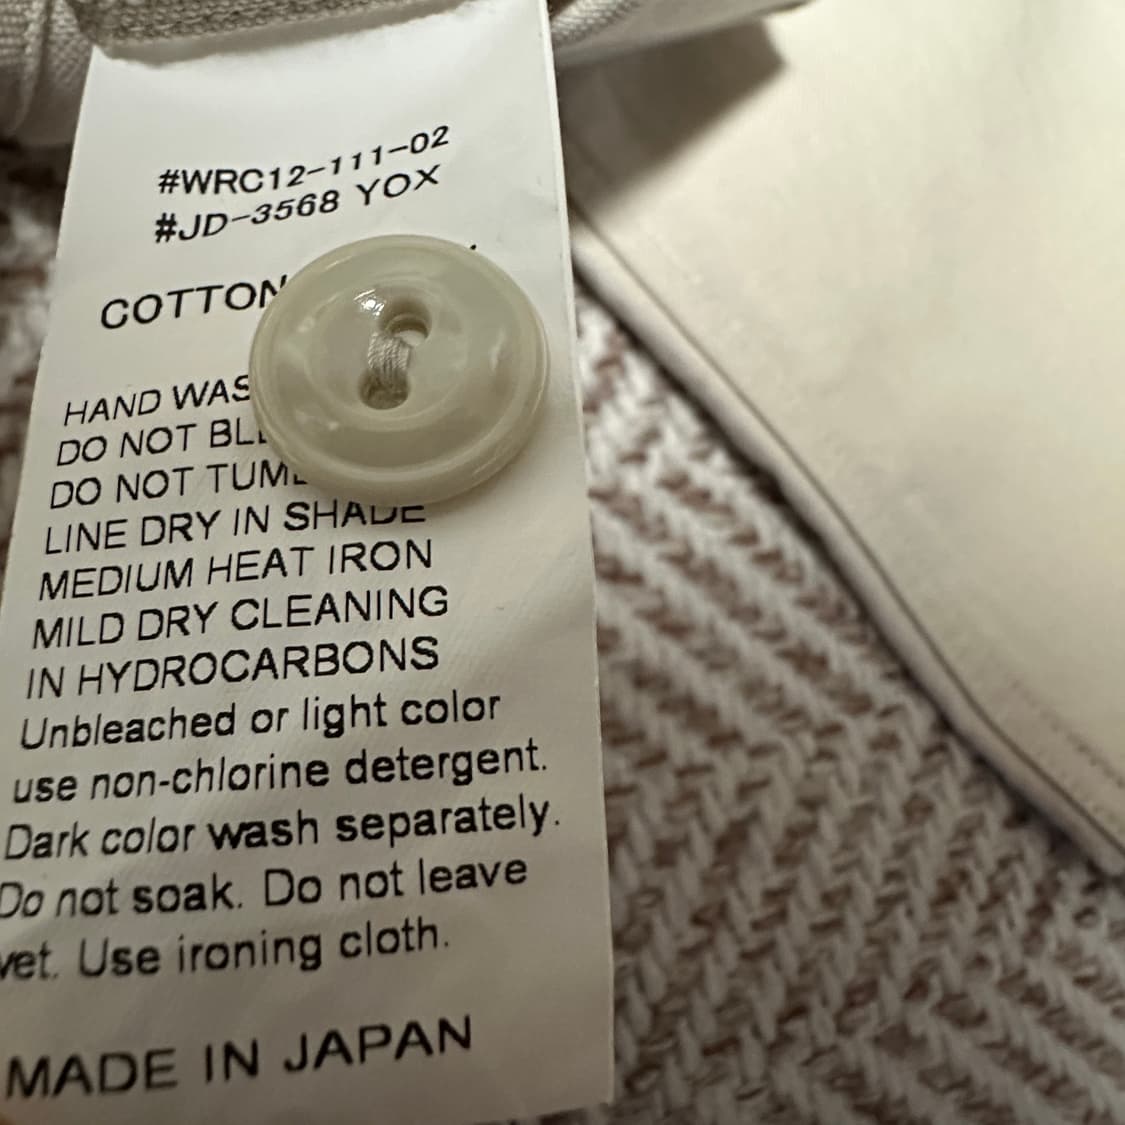 #WRC12-111-02
#JD-3568 YOX
COTTON
HAND WAS
DO NOT BL
DO NOT TUM
LINE DRY IN SHADE
MEDIUM HEAT IRON
MILD DRY CLEANING
IN HYDROCARBONS
Unbleached or light color
use non-chlorine detergent.
Dark color wash separately.
Do not soak. Do not leave
wet. Use ironing cloth.
MADE IN JAPAN